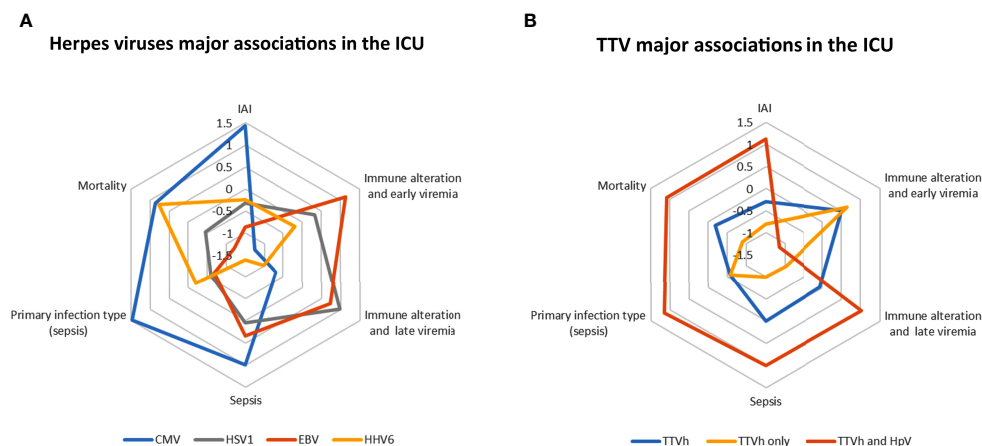 A
Herpes viruses major associations in the ICU
IAI
1.5
1
0.5
0
-0.5
-1
-1.5
Immune alteration
and early viremia
Immune alteration
and late viremia
Sepsis
Primary infection type
(sepsis)
Mortality
CMV HSV1 EBV HHV6
B
TTV major associations in the ICU
IAI
1.5
1
0.5
0
-0.5
-1
-1.5
Immune alteration
and early viremia
Immune alteration
and late viremia
Sepsis
Primary infection type
(sepsis)
Mortality
TTVh TTVh only TTVh and HpV